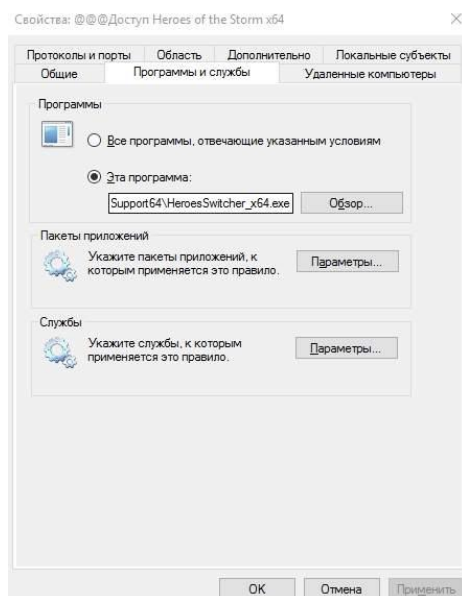 Свойства: @@@Доступ Heroes of the Storm x64
Протоколы и порты Область Дополнительно Локальные субъекты
Общие Программы и службы Удаленные компьютеры
Программы
Все программы, отвечающие указанным условиям
Эта программа:
Support64\HeroesSwitcher_x64.exe Обзор...
Пакеты приложений
Укажите пакеты приложений, к
которым применяется это правило.
Параметры...
Службы
Укажите службы, к которым
применяется это правило.
Параметры...
ОК Отмена Применить